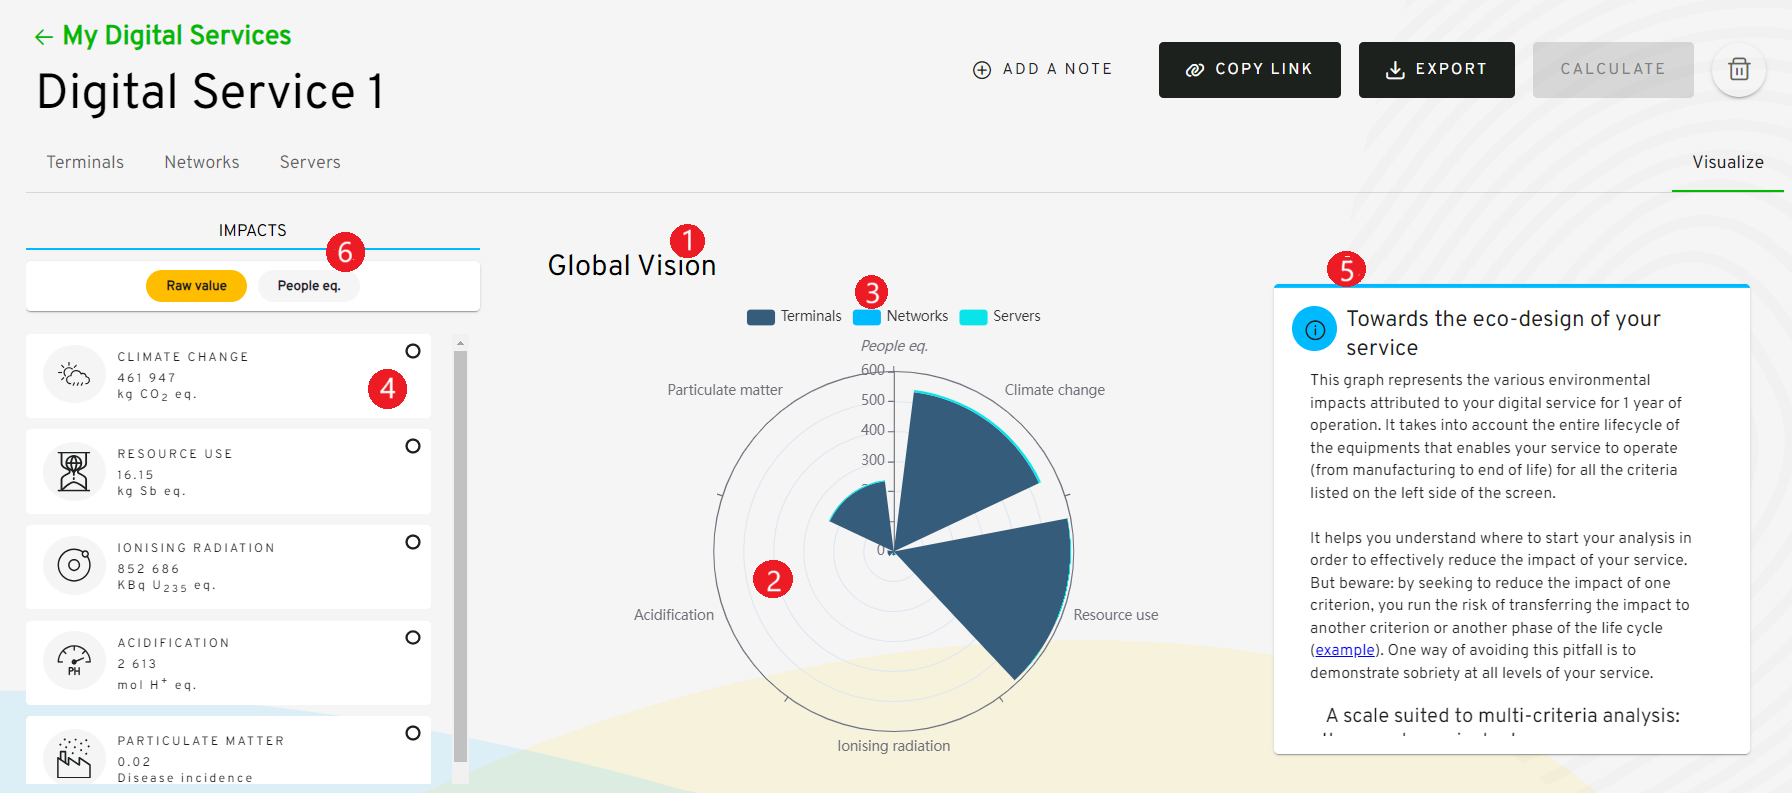 ← My Digital Services
Digital Service 1
ADD A NOTE
COPY LINK
EXPORT
CALCULATE
Terminals
Networks
Servers
Visualize
IMPACTS
6
Raw value
People eq.
CLIMATE CHANGE
461 947
kg CO₂ eq.
4
RESOURCE USE
16.15
kg Sb eq.
IONISING RADIATION
852 686
KBq U₂₃₅ eq.
ACIDIFICATION
2 613
mol H⁺ eq.
PH
PARTICULATE MATTER
0.02
Disease incidence
1
Global Vision
3
Terminals
Networks
Servers
People eq.
600
500
400
300
0
Particulate matter
Climate change
2
Acidification
Resource use
Ionising radiation
5
Towards the eco-design of your
service
This graph represents the various environmental
impacts attributed to your digital service for 1 year of
operation. It takes into account the entire lifecycle of
the equipments that enables your service to operate
(from manufacturing to end of life) for all the criteria
listed on the left side of the screen.
It helps you understand where to start your analysis in
order to effectively reduce the impact of your service.
But beware: by seeking to reduce the impact of one
criterion, you run the risk of transferring the impact to
another criterion or another phase of the life cycle
(example). One way of avoiding this pitfall is to
demonstrate sobriety at all levels of your service.
A scale suited to multi-criteria analysis: